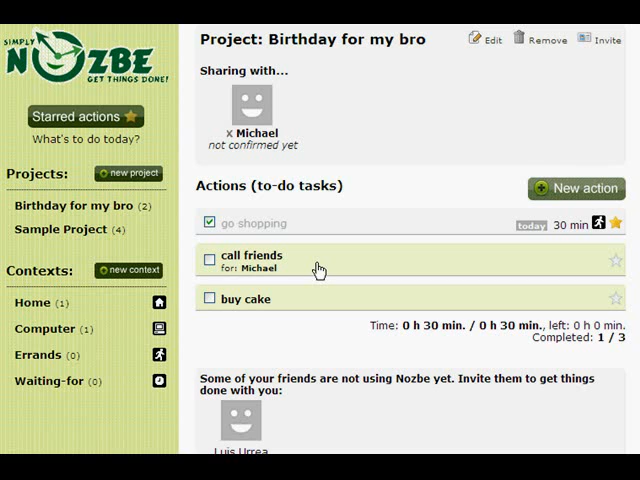 SIMPLY
NOZBE
GET THINGS DONE!
Starred actions
What's to do today?
Projects:
new project
Birthday for my bro (2)
Sample Project (4)
Contexts:
new context
Home (1)
Computer (1)
Errands (0)
Waiting-for (0)
Project: Birthday for my bro
Edit
Remove
Invite
Sharing with...
x Michael
not confirmed yet
Actions (to-do tasks)
New action
go shopping
today 30 min
call friends
for: Michael
buy cake
Time: 0 h 30 min. / 0 h 30 min., left: 0 h 0 min.
Completed: 1 / 3
Some of your friends are not using Nozbe yet. Invite them to get things
done with you:
Luis Urrea